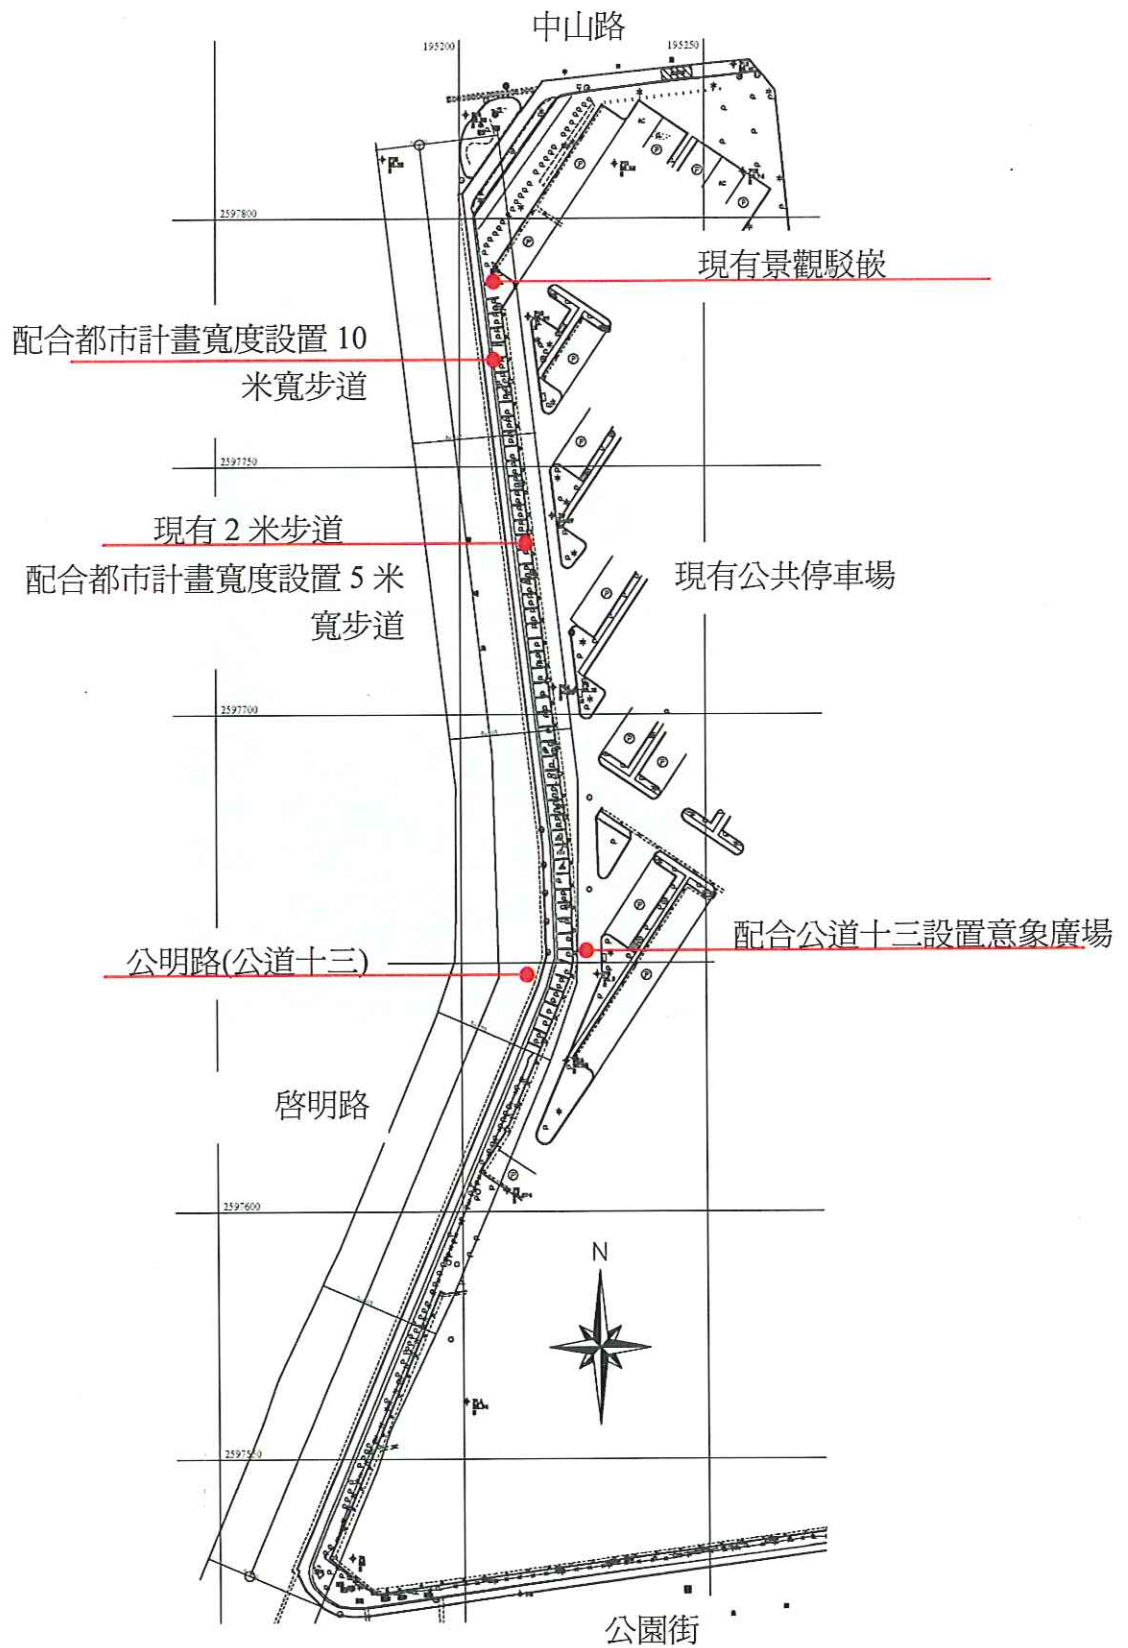 中山路
195200
195250
2597800
現有景觀駁嵌
配合都市計畫寬度設置 10
米寬步道
2597750
現有 2 米步道
配合都市計畫寬度設置 5 米
寬步道
現有公共停車場
2597700
配合公道十三設置意象廣場
公明路(公道十三)
啓明路
2597600
N
2597550
公園街